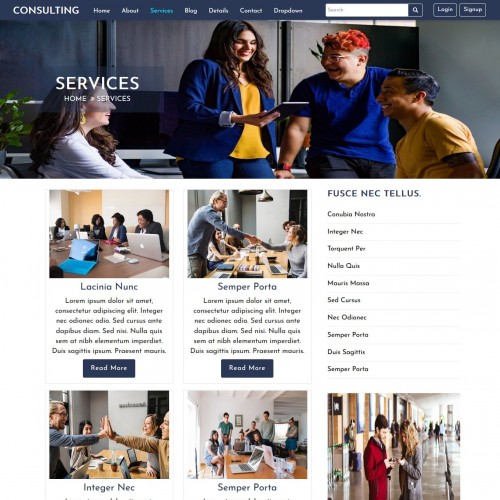 CONSULTING
Home About Services Blog Details Contact Dropdown
Search
Login Signup
SERVICES
HOME » SERVICES
Lacinia Nunc
Lorem ipsum dolor sit amet,
consectetur adipiscing elit. Integer
nec odionec odio. Sed cursus ante
dapibus diam. Sed nisi. Nulla quis
sem at nibh elementum imperdiet.
Duis sagittis ipsum. Praesent mauris.
Read More
Semper Porta
Lorem ipsum dolor sit amet,
consectetur adipiscing elit. Integer
nec odionec odio. Sed cursus ante
dapibus diam. Sed nisi. Nulla quis
sem at nibh elementum imperdiet.
Duis sagittis ipsum. Praesent mauris.
Read More
Integer Nec
Semper Porta
FUSCE NEC TELLUS.
Conubia Nostra
Integer Nec
Torquent Per
Nulla Quis
Mauris Massa
Sed Cursus
Nec Odionec
Semper Porta
Duis Sagittis
Semper Porta